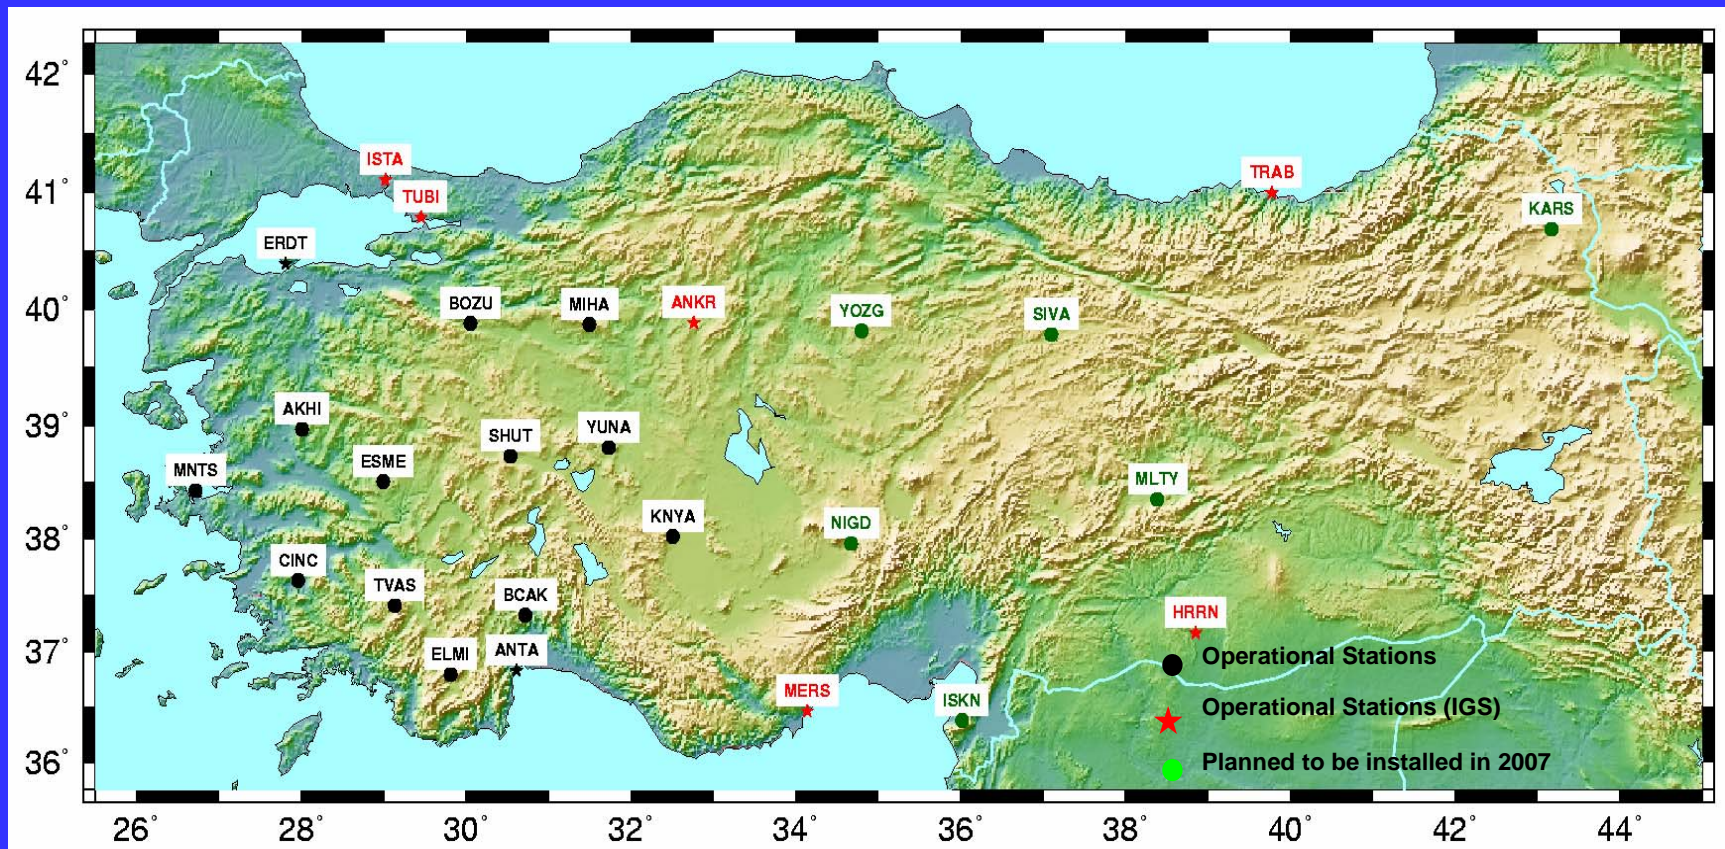 42°
41°
40°
39°
38°
37°
36°
ISTA
TUBI
TRAB
KARS
ERDT
BOZU
MIHA
ANKR
YOZG
SIVA
AKHI
SHUT
YUNA
MNTS
ESME
MLTY
KNYA
NIGD
CINC
TVAS
BCAK
HRRN
ELMI
ANTA
MERS
ISKN
Operational Stations
Operational Stations (IGS)
Planned to be installed in 2007
26° 28° 30° 32° 34° 36° 38° 40° 42° 44°